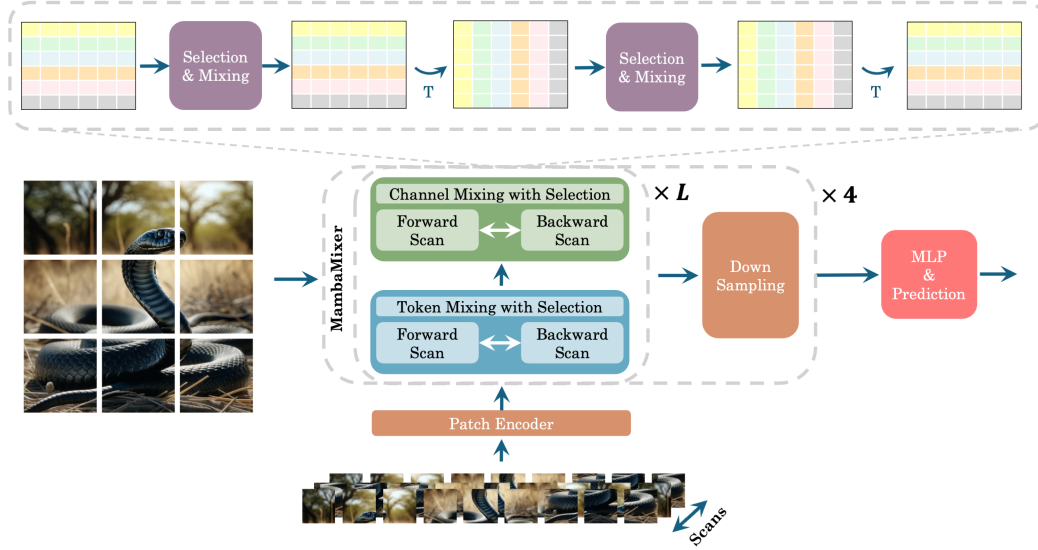 Selection
& Mixing
T
Selection
& Mixing
T
MambaMixer
Channel Mixing with Selection
Forward
Scan
Backward
Scan
× L
Token Mixing with Selection
Forward
Scan
Backward
Scan
Down
Sampling
× 4
MLP
&
Prediction
Patch Encoder
Scans